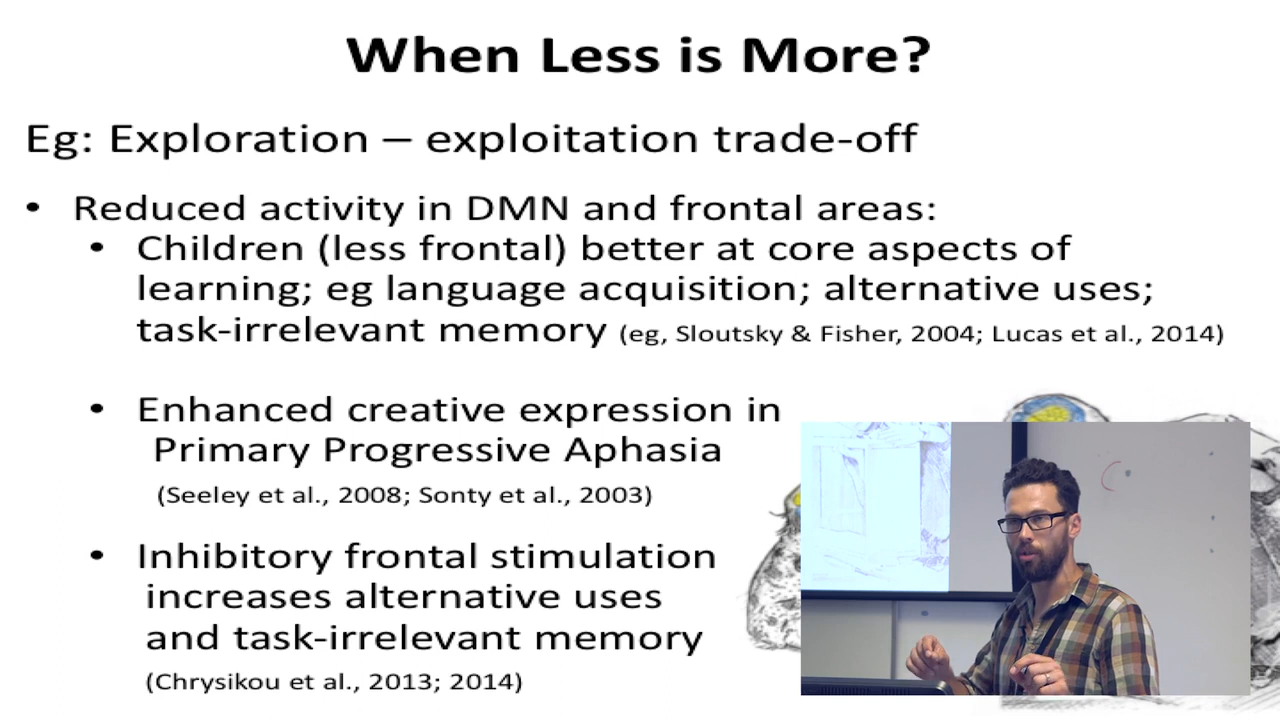 When Less is More?
Eg: Exploration – exploitation trade-off
• Reduced activity in DMN and frontal areas:
• Children (less frontal) better at core aspects of
learning; eg language acquisition; alternative uses;
task-irrelevant memory (eg, Sloutsky & Fisher, 2004; Lucas et al., 2014)
• Enhanced creative expression in
Primary Progressive Aphasia
(Seeley et al., 2008; Sonty et al., 2003)
• Inhibitory frontal stimulation
increases alternative uses
and task-irrelevant memory
(Chrysikou et al., 2013; 2014)